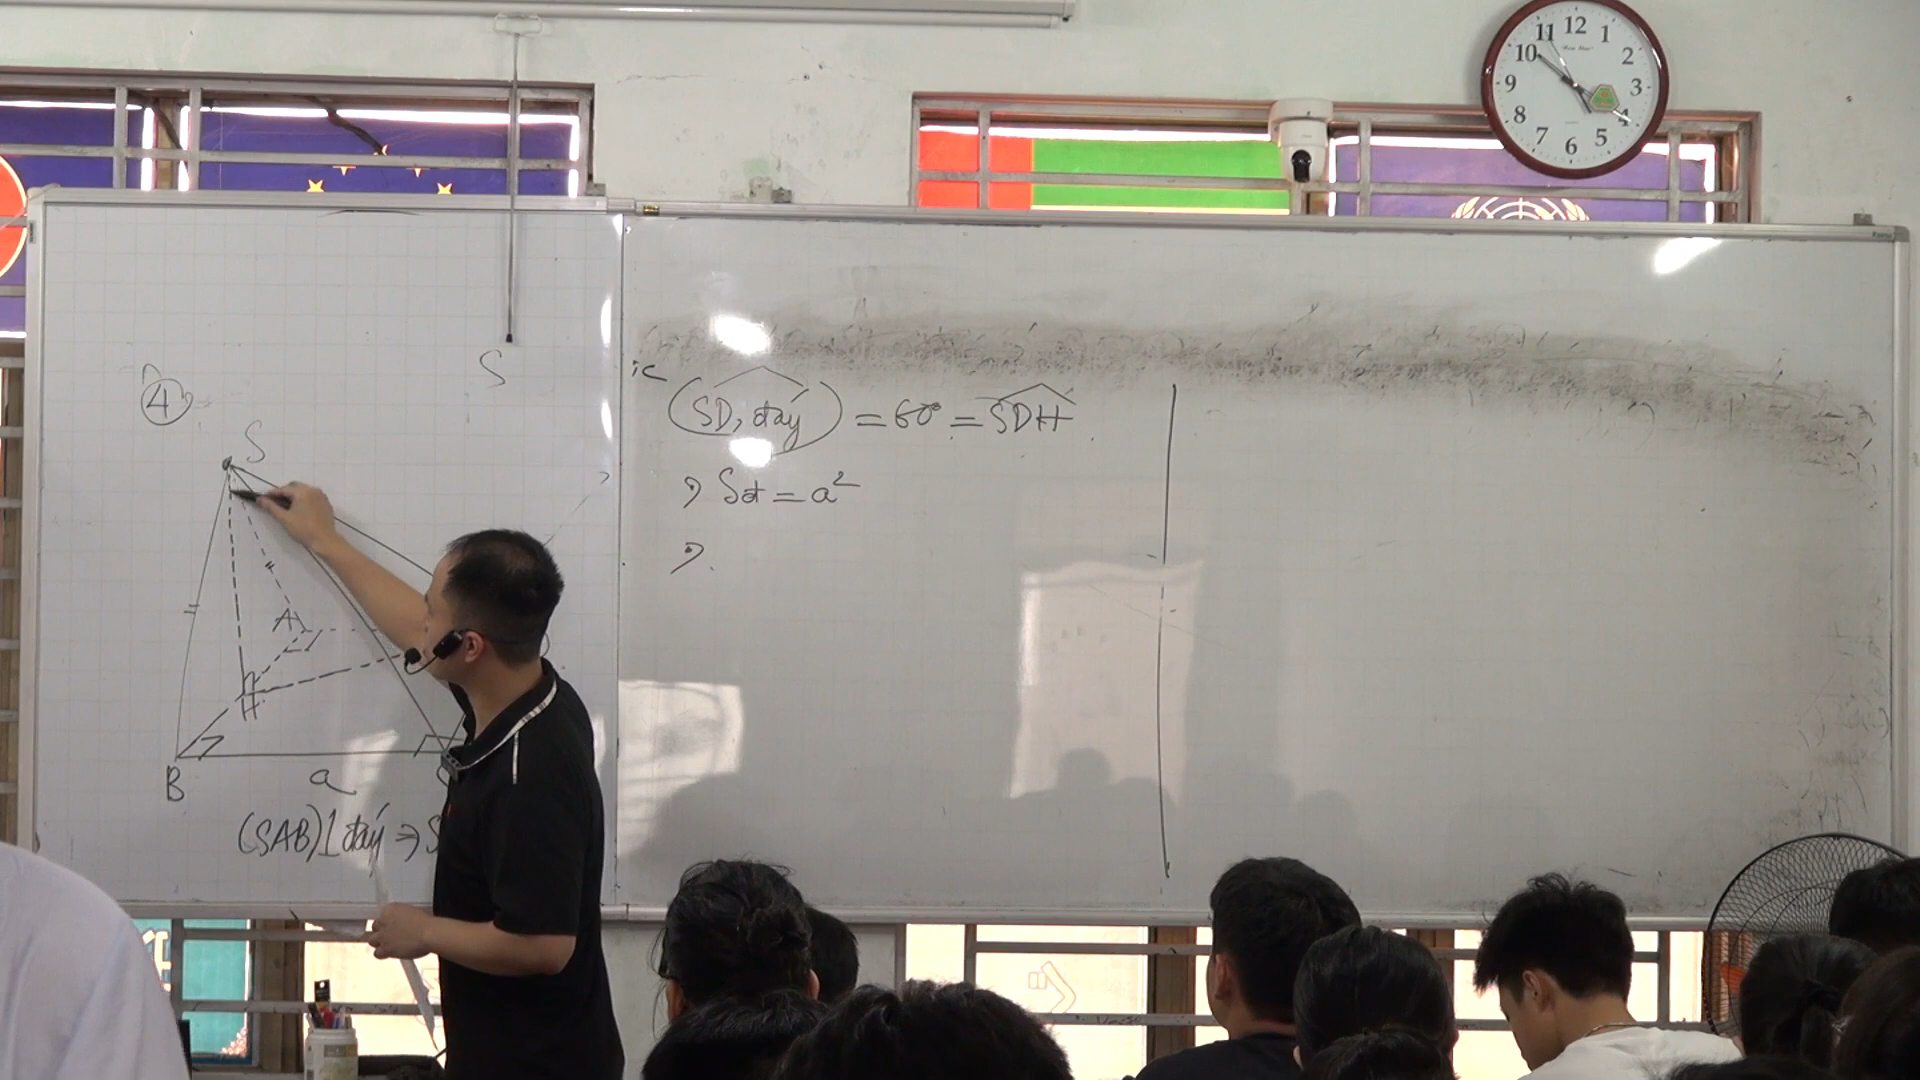 4
S
S
A
H
B
a
(SAB)⊥đáy ⇒ S
(SD, đáy) = 60° = SDH
Sđ = a²
11 12 1
10 2
9 3
8 4
7 6 5